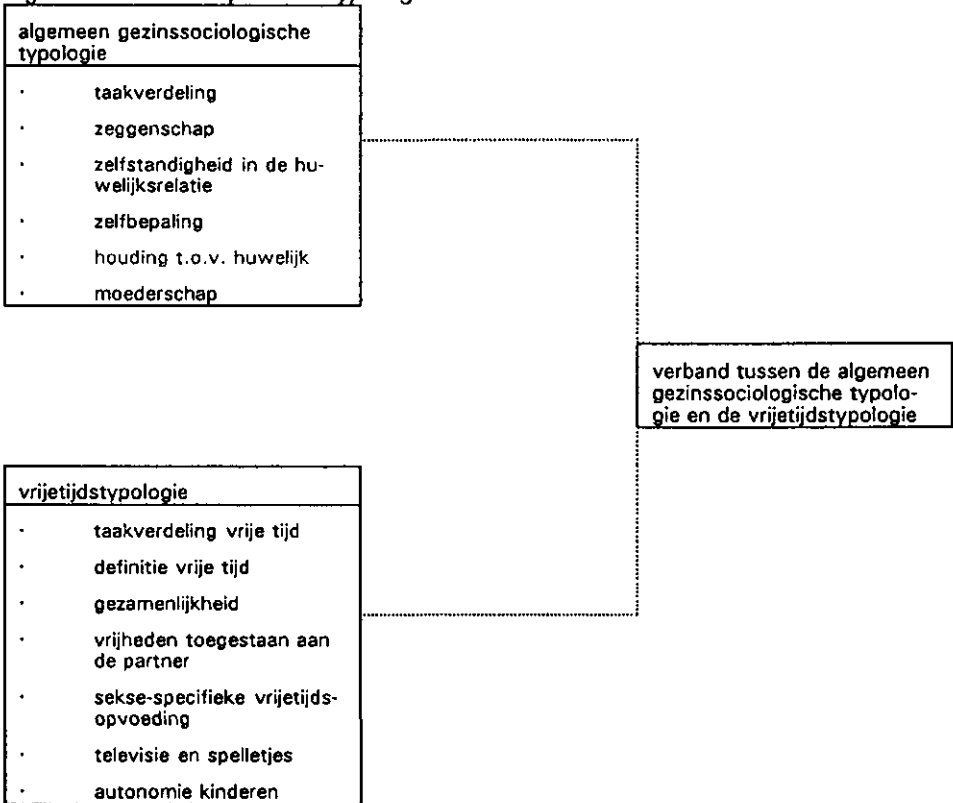 algemeen gezinssociologische
typologie
· taakverdeling
· zeggenschap
· zelfstandigheid in de hu-
welijksrelatie
· zelfbepaling
· houding t.o.v. huwelijk
· moederschap
verband tussen de algemeen
gezinssociologische typolo-
gie en de vrijetijdstypologie
vrijetijdstypologie
· taakverdeling vrije tijd
· definitie vrije tijd
· gezamenlijkheid
· vrijheden toegestaan aan
de partner
· sekse-specifieke vrijetijds-
opvoeding
· televisie en spelletjes
· autonomie kinderen